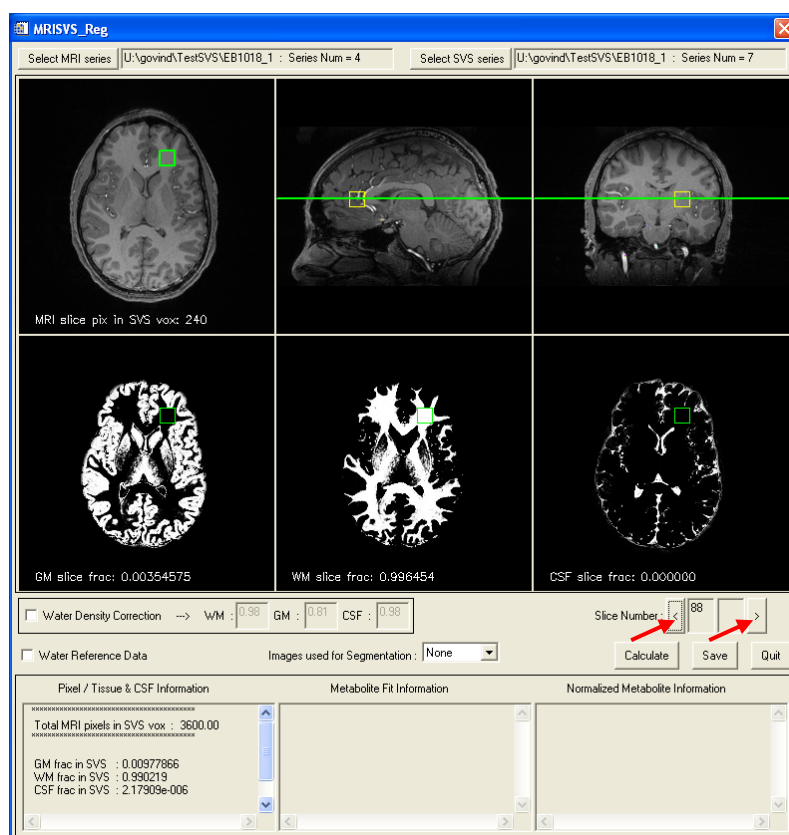 MRISVS_Reg
Select MRI series U:\govind\TestSVS\EB1018_1 : Series Num = 4 Select SVS series U:\govind\TestSVS\EB1018_1 : Series Num = 7
MRI slice pix in SVS vox: 240
GM slice frac: 0.00354575 WM slice frac: 0.996454 CSF slice frac: 0.000000
Water Density Correction --> WM : 0.98 GM : 0.81 CSF : 0.98 Slice Number : < 88 >
Water Reference Data Images used for Segmentation : None Calculate Save Quit
Pixel / Tissue & CSF Information Metabolite Fit Information Normalized Metabolite Information
Total MRI pixels in SVS vox : 3600.00
GM frac in SVS : 0.00977866
WM frac in SVS : 0.990219
CSF frac in SVS : 2.17909e-006